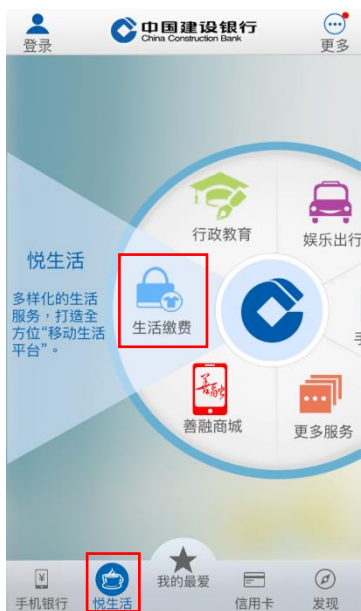 登录
中国建设银行
China Construction Bank
更多
行政教育
娱乐出行
悦生活
多样化的生活
服务，打造全
方位“移动生活
平台”。
生活缴费
手
善融
善融商城
更多服务
¥
手机银行
悦生活
我的最爱
信用卡
发现